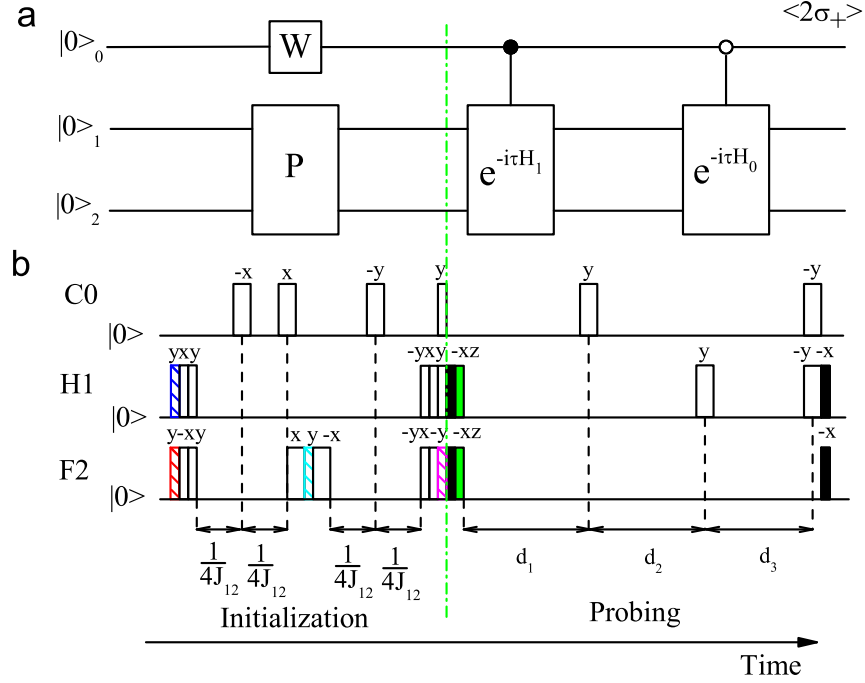 a
<2σ₊>
|0>₀ W
|0>₁
P e^-iτH₁ e^-iτH₀
|0>₂
b
-x x -y y y -y
C0
|0>
yxy -yxy -xz y -y -x
H1
|0>
y-xy x y -x -yx-y -xz -x
F2
|0>
1/4J₁₂ 1/4J₁₂ 1/4J₁₂ 1/4J₁₂ d₁ d₂ d₃
Initialization Probing
Time